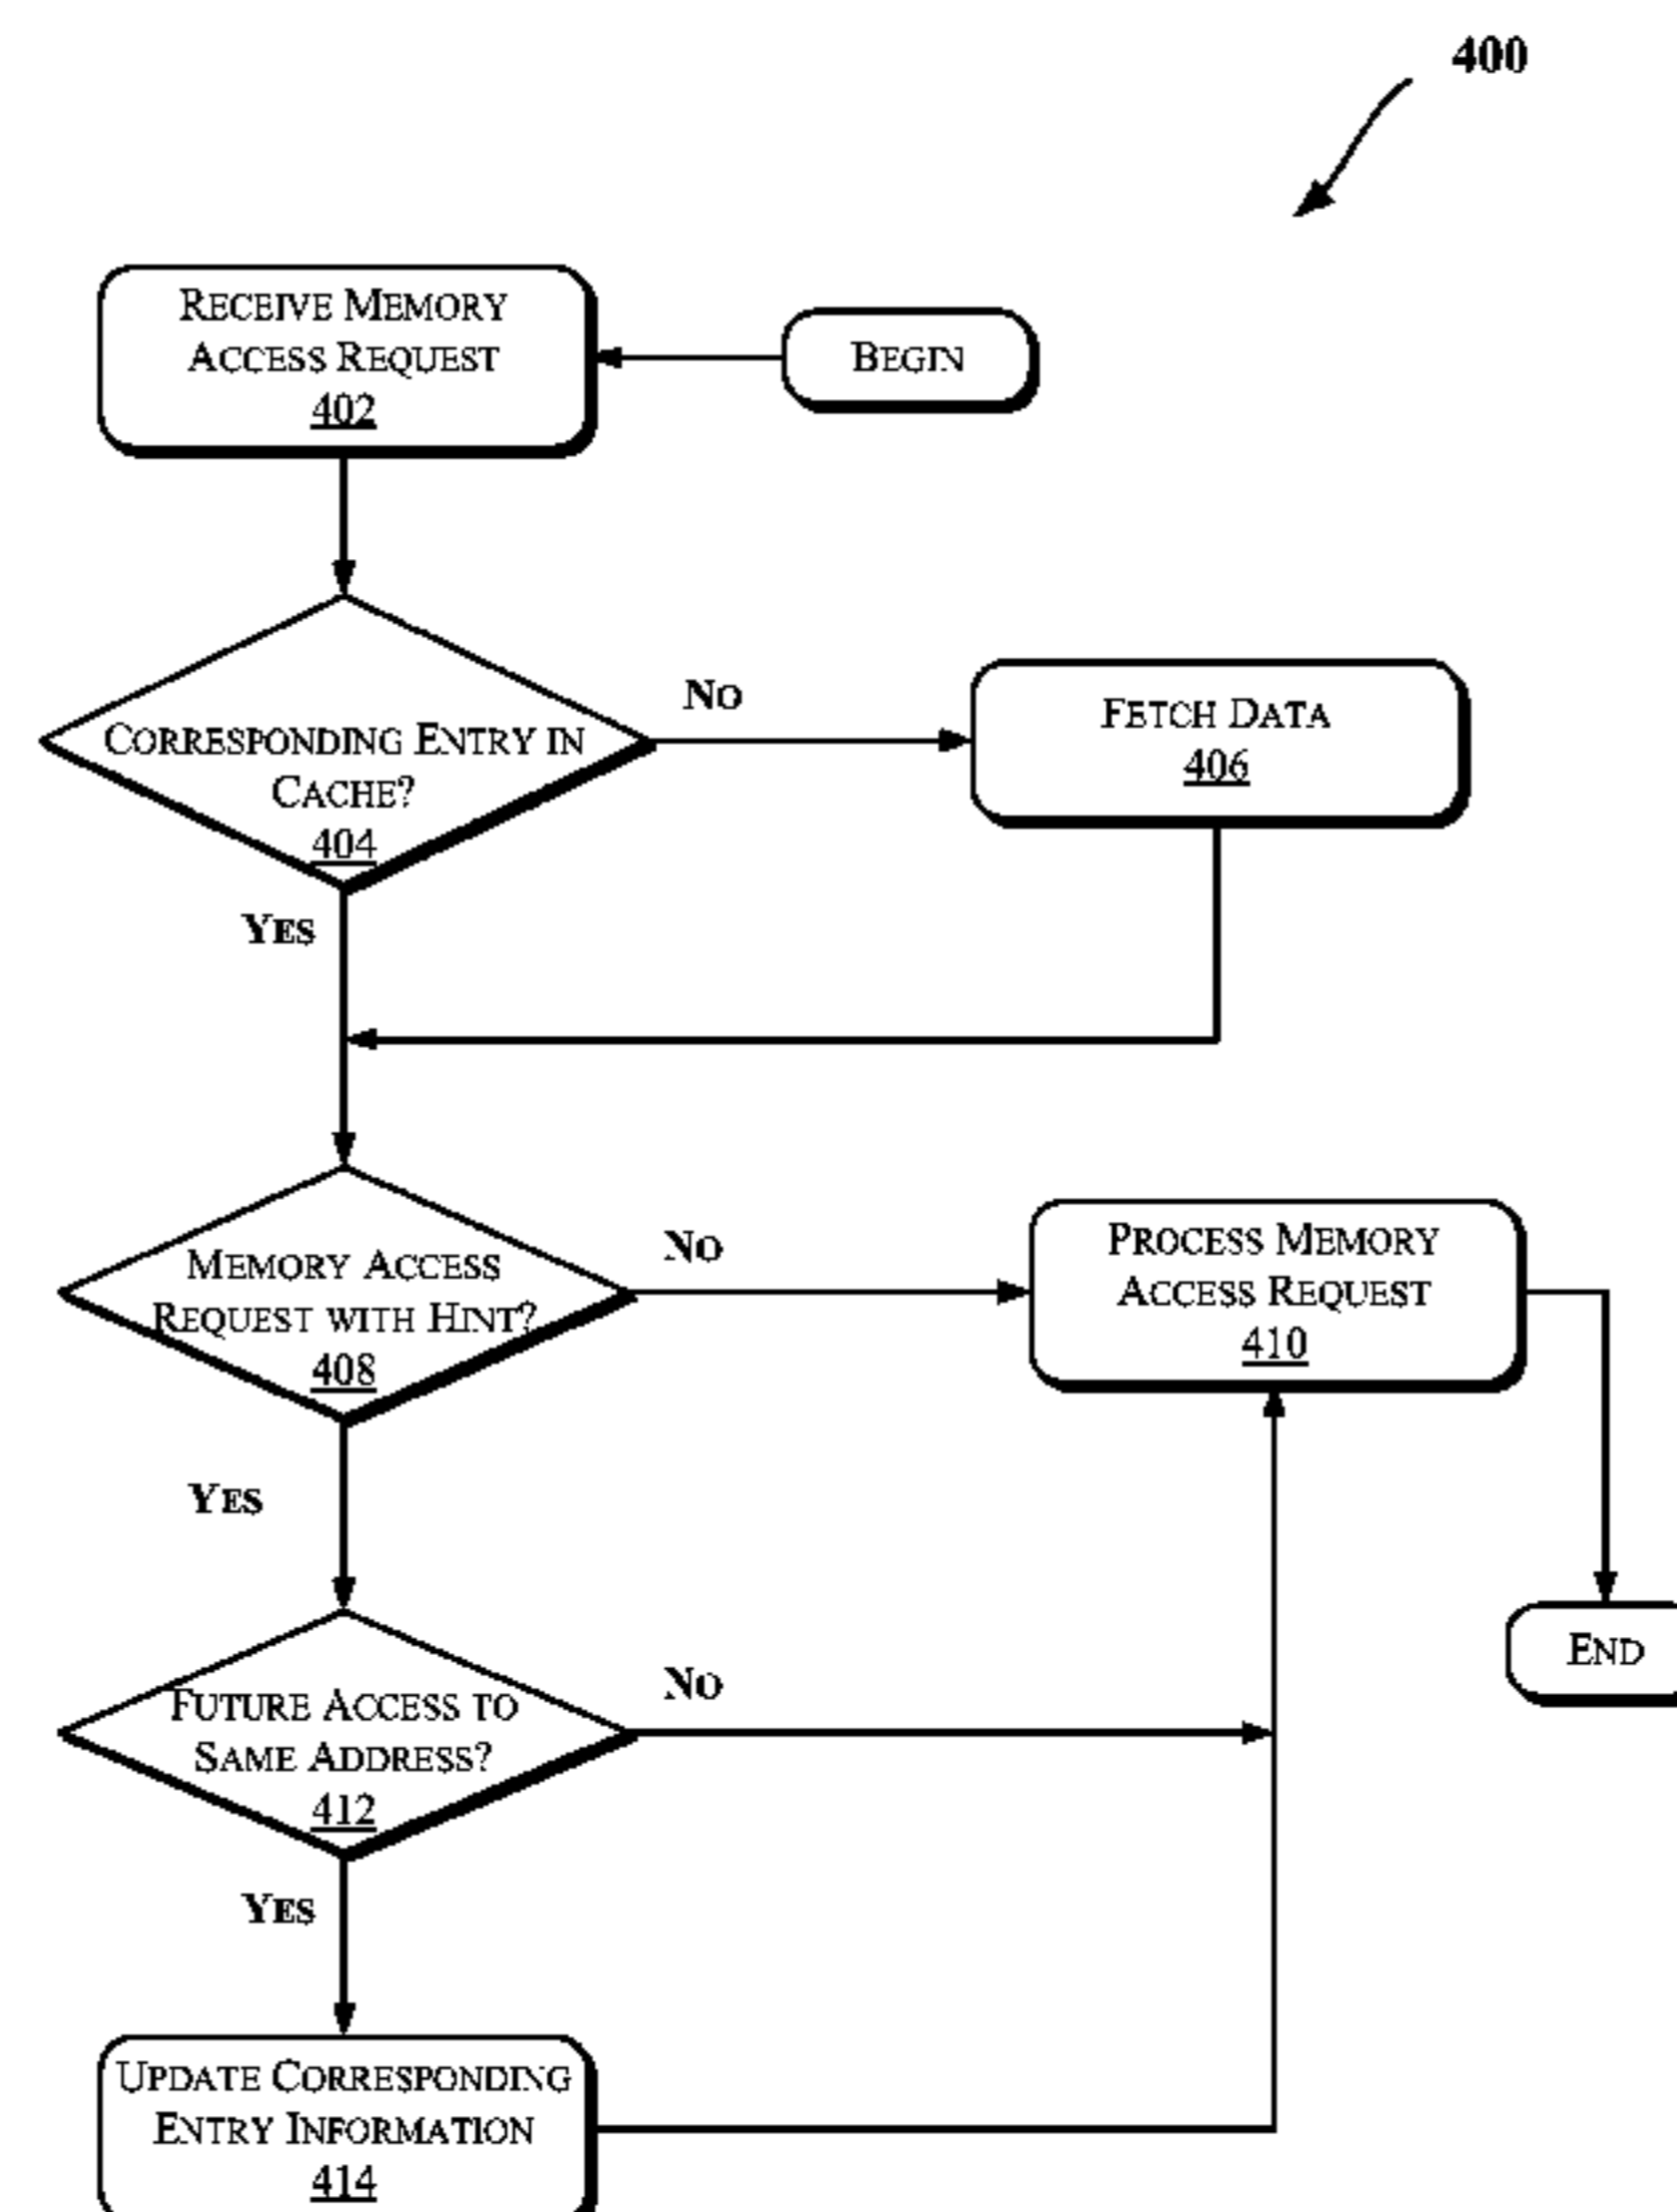 400
RECEIVE MEMORY
ACCESS REQUEST
402
BEGIN
CORRESPONDING ENTRY IN
CACHE?
404
NO
FETCH DATA
406
YES
MEMORY ACCESS
REQUEST WITH HINT?
408
NO
PROCESS MEMORY
ACCESS REQUEST
410
YES
FUTURE ACCESS TO
SAME ADDRESS?
412
NO
END
YES
UPDATE CORRESPONDING
ENTRY INFORMATION
414